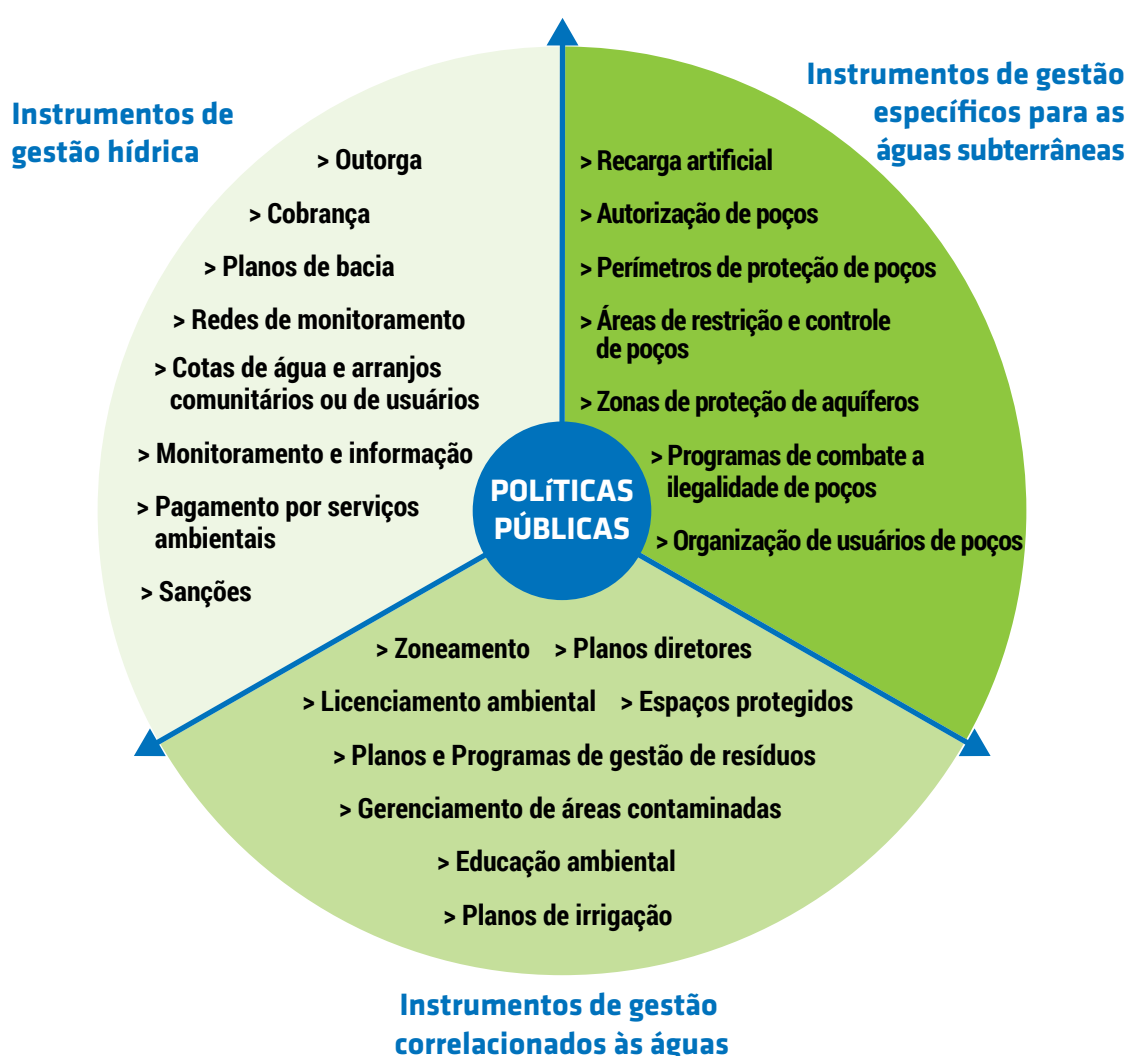 Instrumentos de
gestão hídrica
> Outorga
> Cobrança
> Planos de bacia
> Redes de monitoramento
> Cotas de água e arranjos
comunitários ou de usuários
> Monitoramento e informação
> Pagamento por serviços
ambientais
> Sanções
Instrumentos de gestão
específicos para as
águas subterrâneas
> Recarga artificial
> Autorização de poços
> Perímetros de proteção de poços
> Áreas de restrição e controle
de poços
> Zonas de proteção de aquíferos
> Programas de combate a
ilegalidade de poços
> Organização de usuários de poços
POLíTICAS
PÚBLICAS
> Zoneamento > Planos diretores
> Licenciamento ambiental > Espaços protegidos
> Planos e Programas de gestão de resíduos
> Gerenciamento de áreas contaminadas
> Educação ambiental
> Planos de irrigação
Instrumentos de gestão
correlacionados às águas